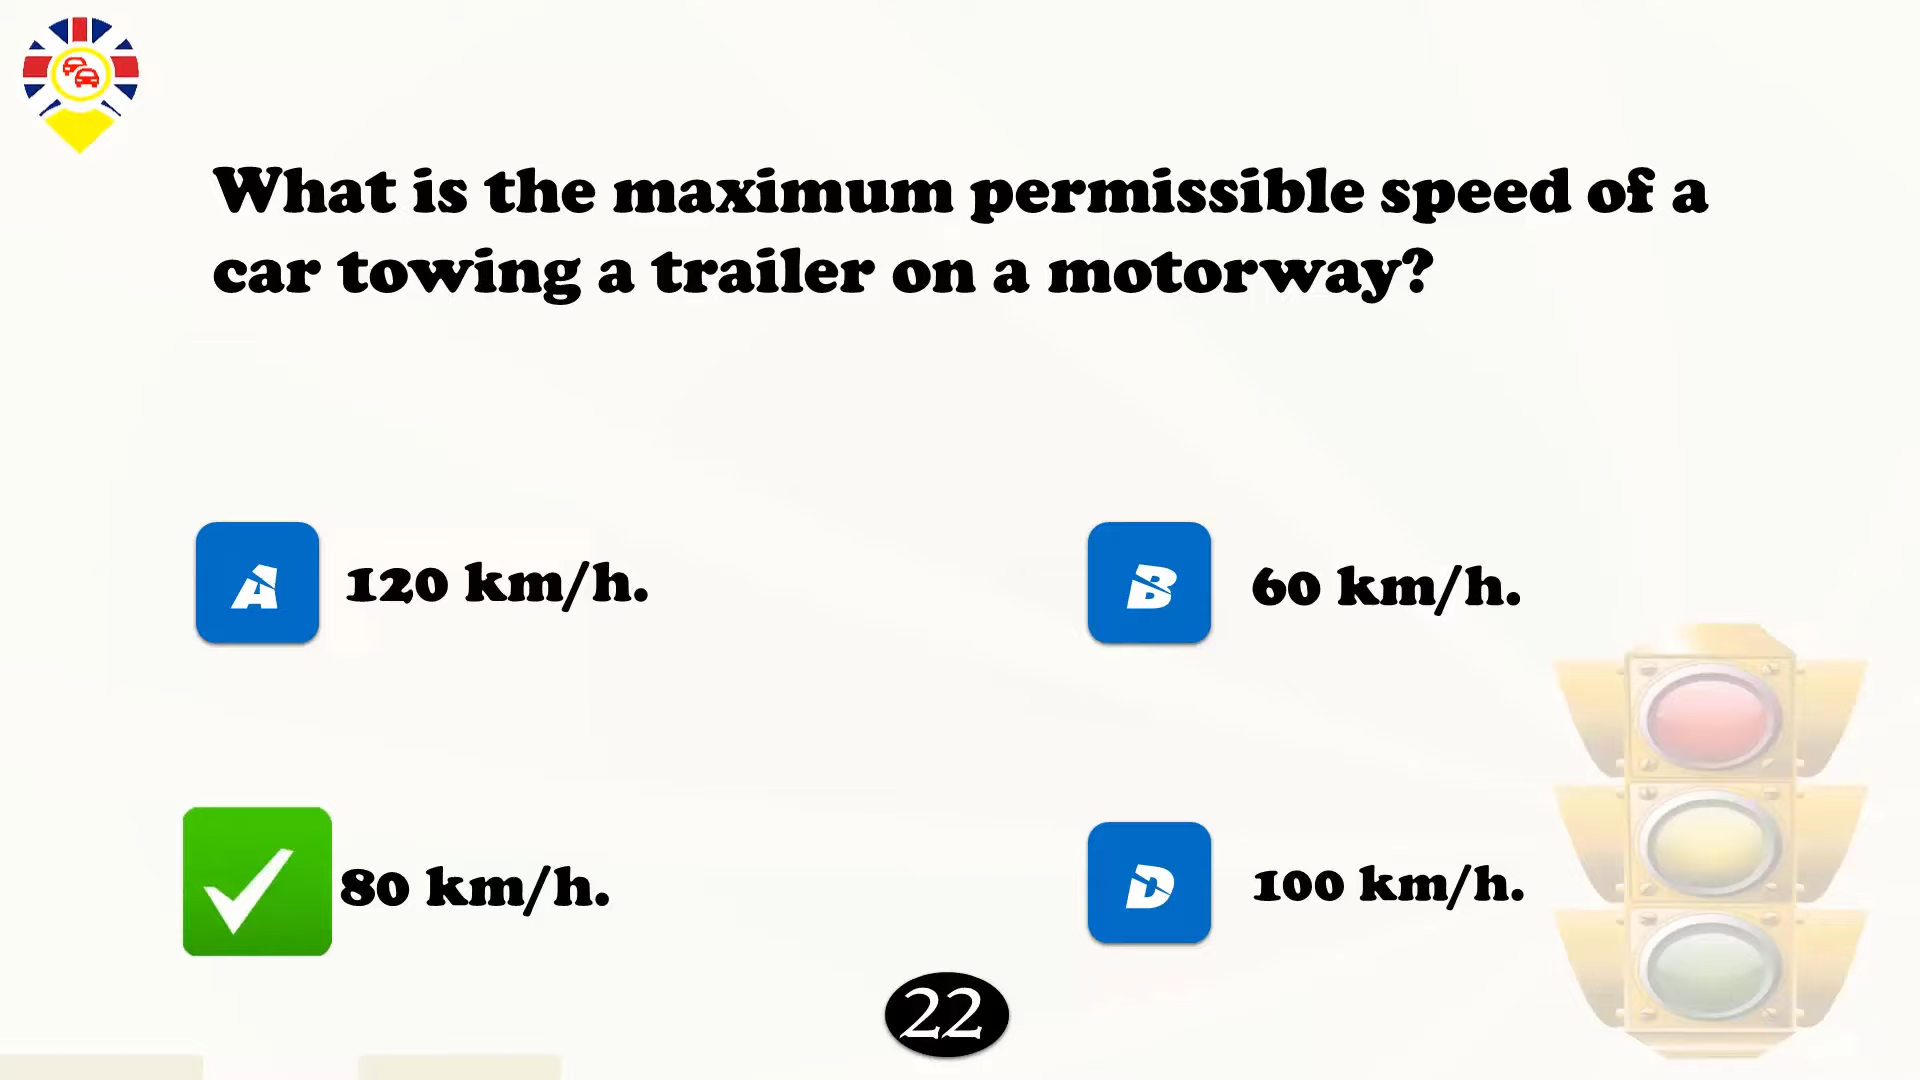 What is the maximum permissible speed of a
car towing a trailer on a motorway?
A 120 km/h.
B 60 km/h.
80 km/h.
D 100 km/h.
22